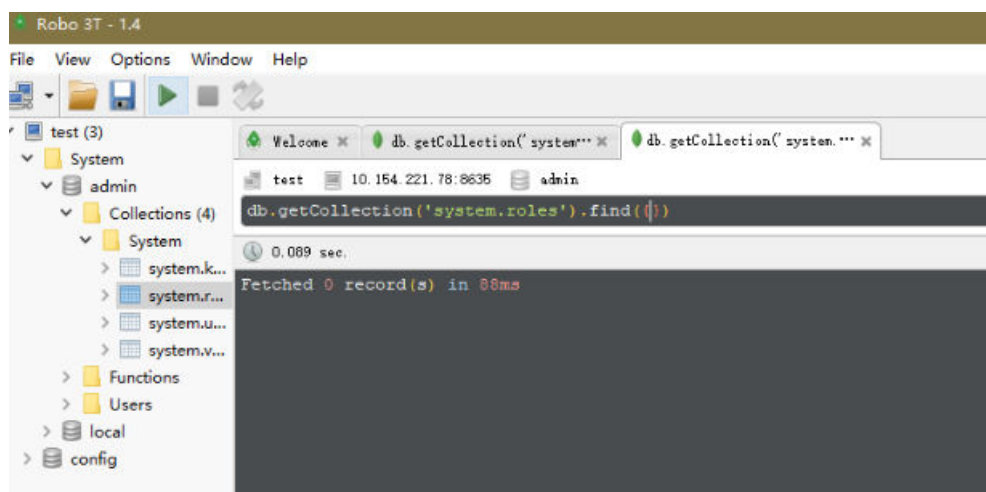 Robo 3T - 1.4
File View Options Window Help
test (3)
System
admin
Collections (4)
System
system.k...
system.r...
system.u...
system.v...
Functions
Users
local
config
Welcome × db.getCollection('system… × db.getCollection('system.… ×
test 10.154.221.78:8635 admin
db.getCollection('system.roles').find({})
0.089 sec.
Fetched 0 record(s) in 88ms